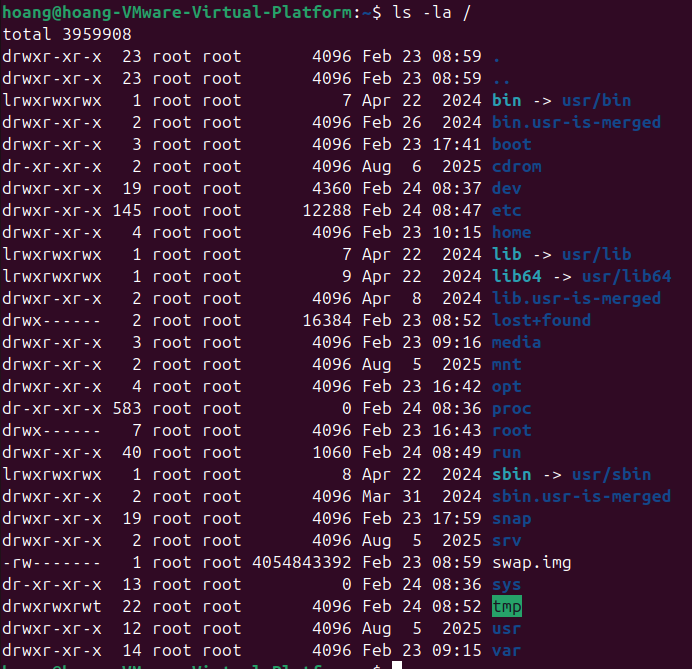 hoang@hoang-VMware-Virtual-Platform:~$ ls -la /
total 3959908
drwxr-xr-x  23 root root       4096 Feb 23 08:59 .
drwxr-xr-x  23 root root       4096 Feb 23 08:59 ..
lrwxrwxrwx   1 root root          7 Apr 22  2024 bin -> usr/bin
drwxr-xr-x   2 root root       4096 Feb 26  2024 bin.usr-is-merged
drwxr-xr-x   3 root root       4096 Feb 23 17:41 boot
dr-xr-xr-x   2 root root       4096 Aug  6  2025 cdrom
drwxr-xr-x  19 root root       4360 Feb 24 08:37 dev
drwxr-xr-x 145 root root      12288 Feb 24 08:47 etc
drwxr-xr-x   4 root root       4096 Feb 23 10:15 home
lrwxrwxrwx   1 root root          7 Apr 22  2024 lib -> usr/lib
lrwxrwxrwx   1 root root          9 Apr 22  2024 lib64 -> usr/lib64
drwxr-xr-x   2 root root       4096 Apr  8  2024 lib.usr-is-merged
drwx------   2 root root      16384 Feb 23 08:52 lost+found
drwxr-xr-x   3 root root       4096 Feb 23 09:16 media
drwxr-xr-x   2 root root       4096 Aug  5  2025 mnt
drwxr-xr-x   4 root root       4096 Feb 23 16:42 opt
dr-xr-xr-x 583 root root          0 Feb 24 08:36 proc
drwx------   7 root root       4096 Feb 23 16:43 root
drwxr-xr-x  40 root root       1060 Feb 24 08:49 run
lrwxrwxrwx   1 root root          8 Apr 22  2024 sbin -> usr/sbin
drwxr-xr-x   2 root root       4096 Mar 31  2024 sbin.usr-is-merged
drwxr-xr-x  19 root root       4096 Feb 23 17:59 snap
drwxr-xr-x   2 root root       4096 Aug  5  2025 srv
-rw-------   1 root root 4054843392 Feb 23 08:59 swap.img
dr-xr-xr-x  13 root root          0 Feb 24 08:36 sys
drwxrwxrwt  22 root root       4096 Feb 24 08:52 tmp
drwxr-xr-x  12 root root       4096 Aug  5  2025 usr
drwxr-xr-x  14 root root       4096 Feb 23 09:15 var
hoang@hoang-VMware-Virtual-Platform:~$